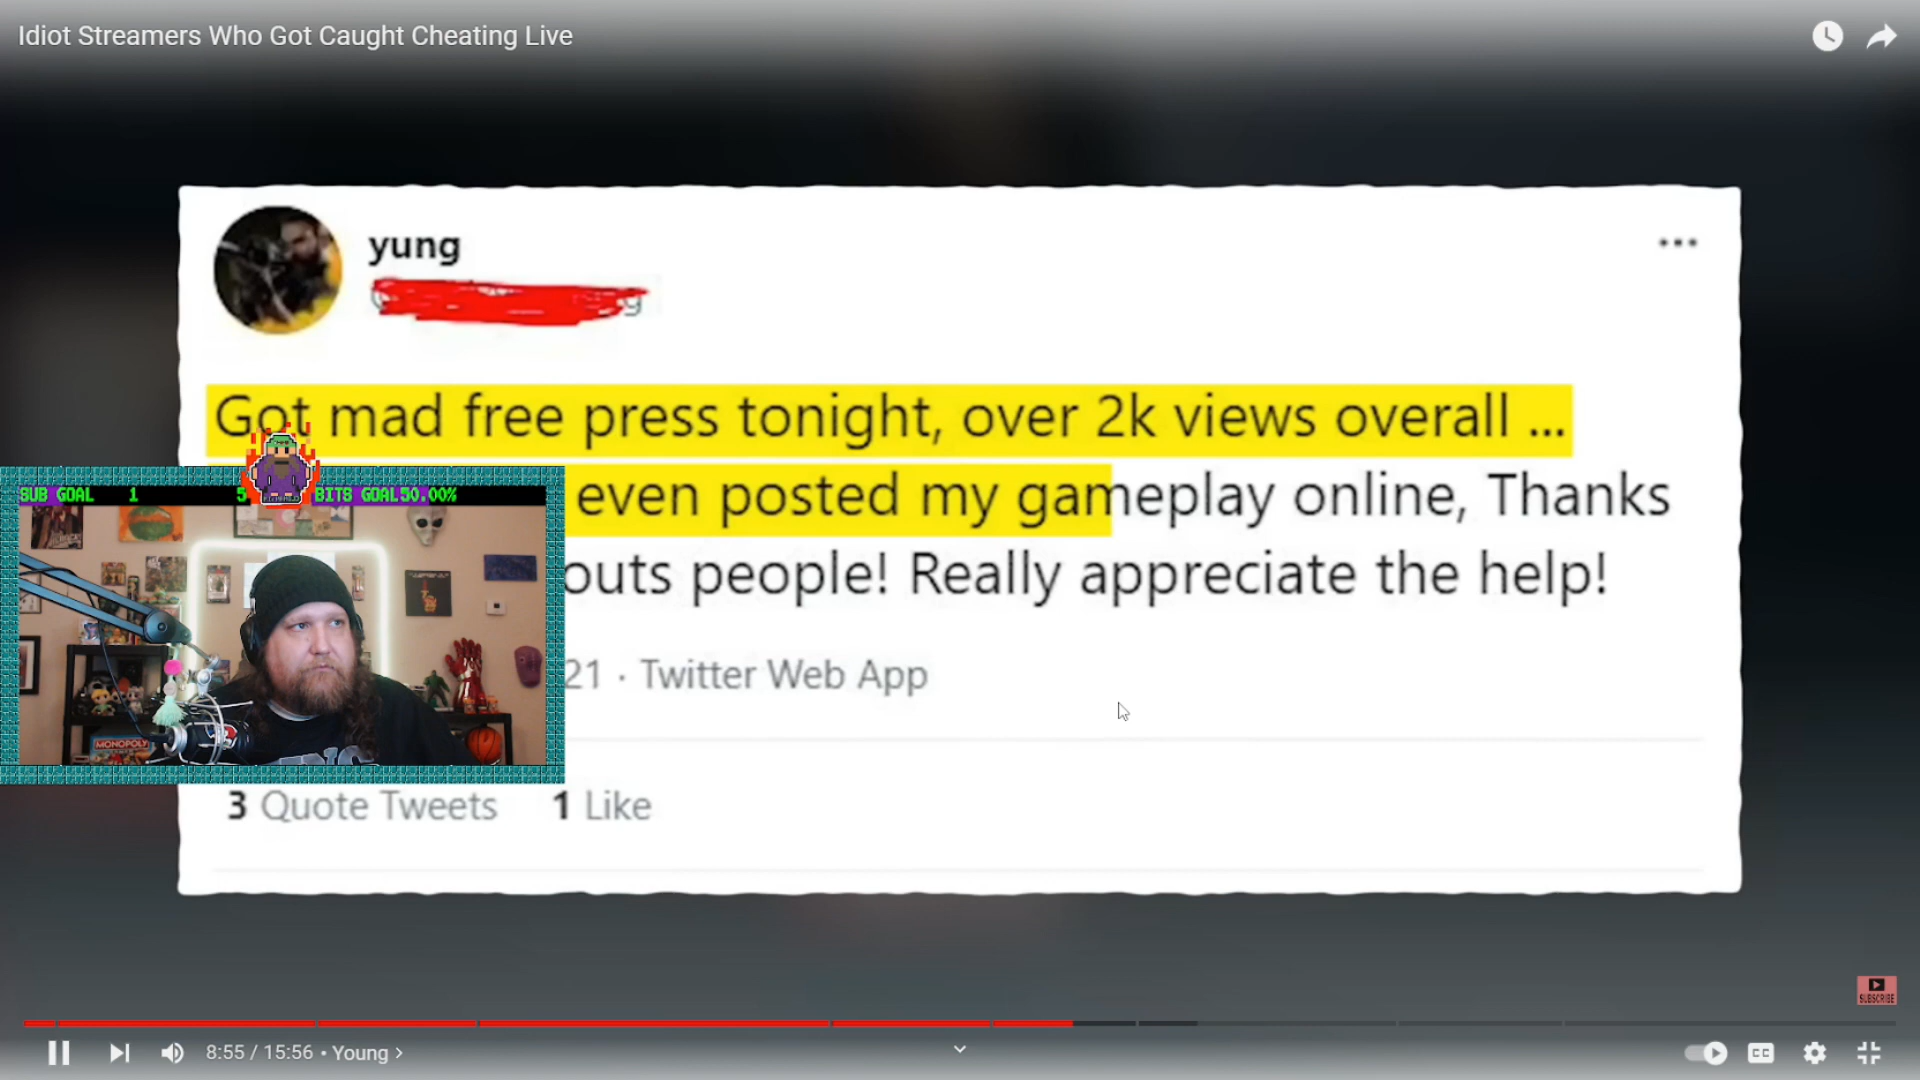 Idiot Streamers Who Got Caught Cheating Live
yung
Got mad free press tonight, over 2k views overall ...
even posted my gameplay online, Thanks
outs people! Really appreciate the help!
21 · Twitter Web App
3 Quote Tweets 1 Like
SUB GOAL 1 5 BITS GOAL 50.00%
MONOPOLY
SUBSCRIBE
8:55 / 15:56 • Young ›
CC